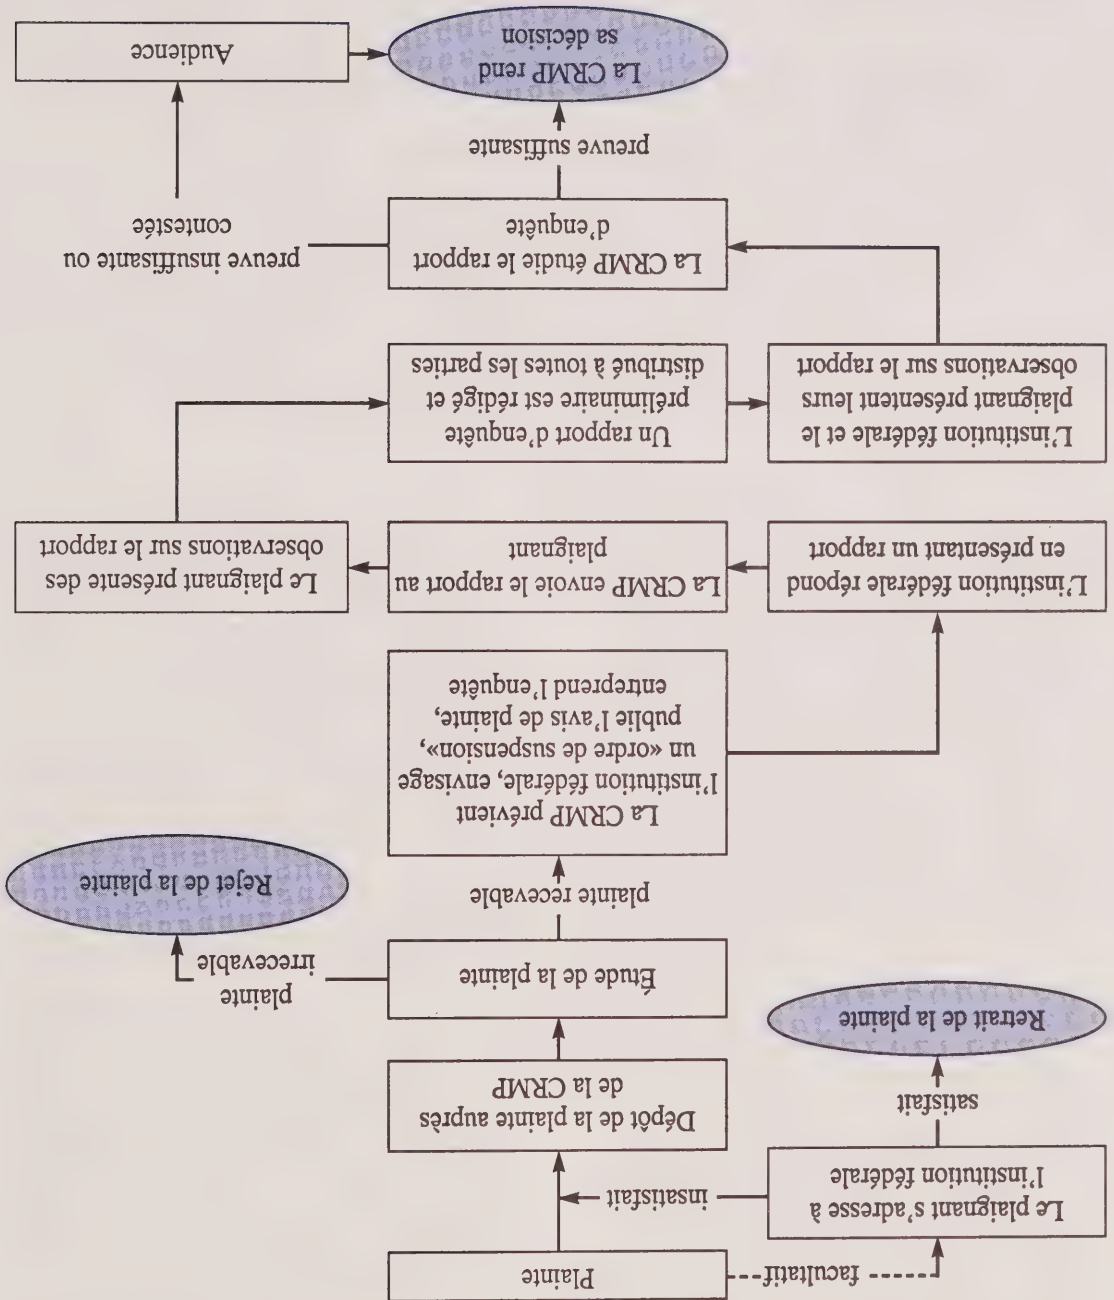 Plainte
facultatif
Le plaignant s'adresse à
l'institution fédérale
insatisfait
satisfait
Retrait de la plainte
Dépôt de la plainte auprès
de la CRMP
Étude de la plainte
plainte
irrecevable
Rejet de la plainte
plainte recevable
La CRMP prévient
l'institution fédérale, envisage
un «ordre de suspension»,
publie l'avis de plainte,
entreprend l'enquête
L'institution fédérale répond
en présentant un rapport
La CRMP envoie le rapport au
plaignant
Le plaignant présente des
observations sur le rapport
Un rapport d'enquête
préliminaire est rédigé et
distribué à toutes les parties
L'institution fédérale et le
plaignant présentent leurs
observations sur le rapport
La CRMP étudie le rapport
d'enquête
preuve insuffisante ou
contestée
preuve suffisante
La CRMP rend
sa décision
Audience